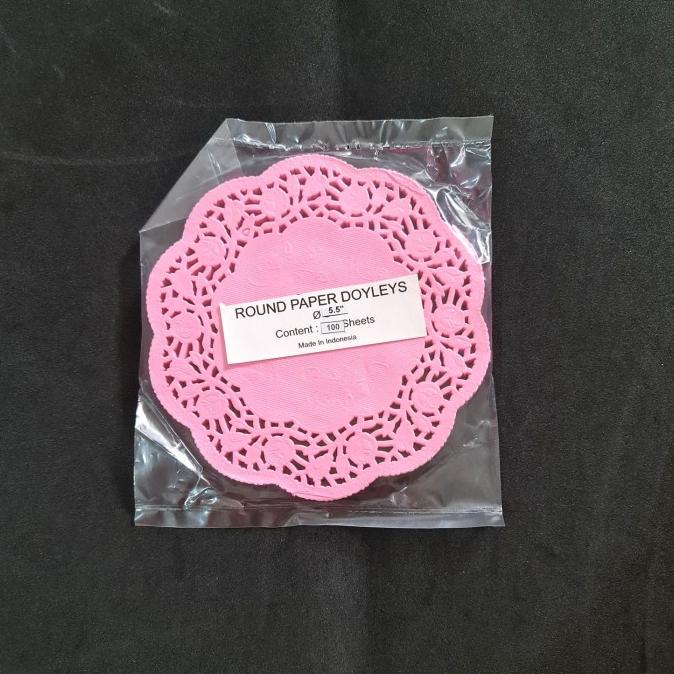 ROUND PAPER DOYLEYS
Ø 5.5"
Content : 100 Sheets
Made In Indonesia